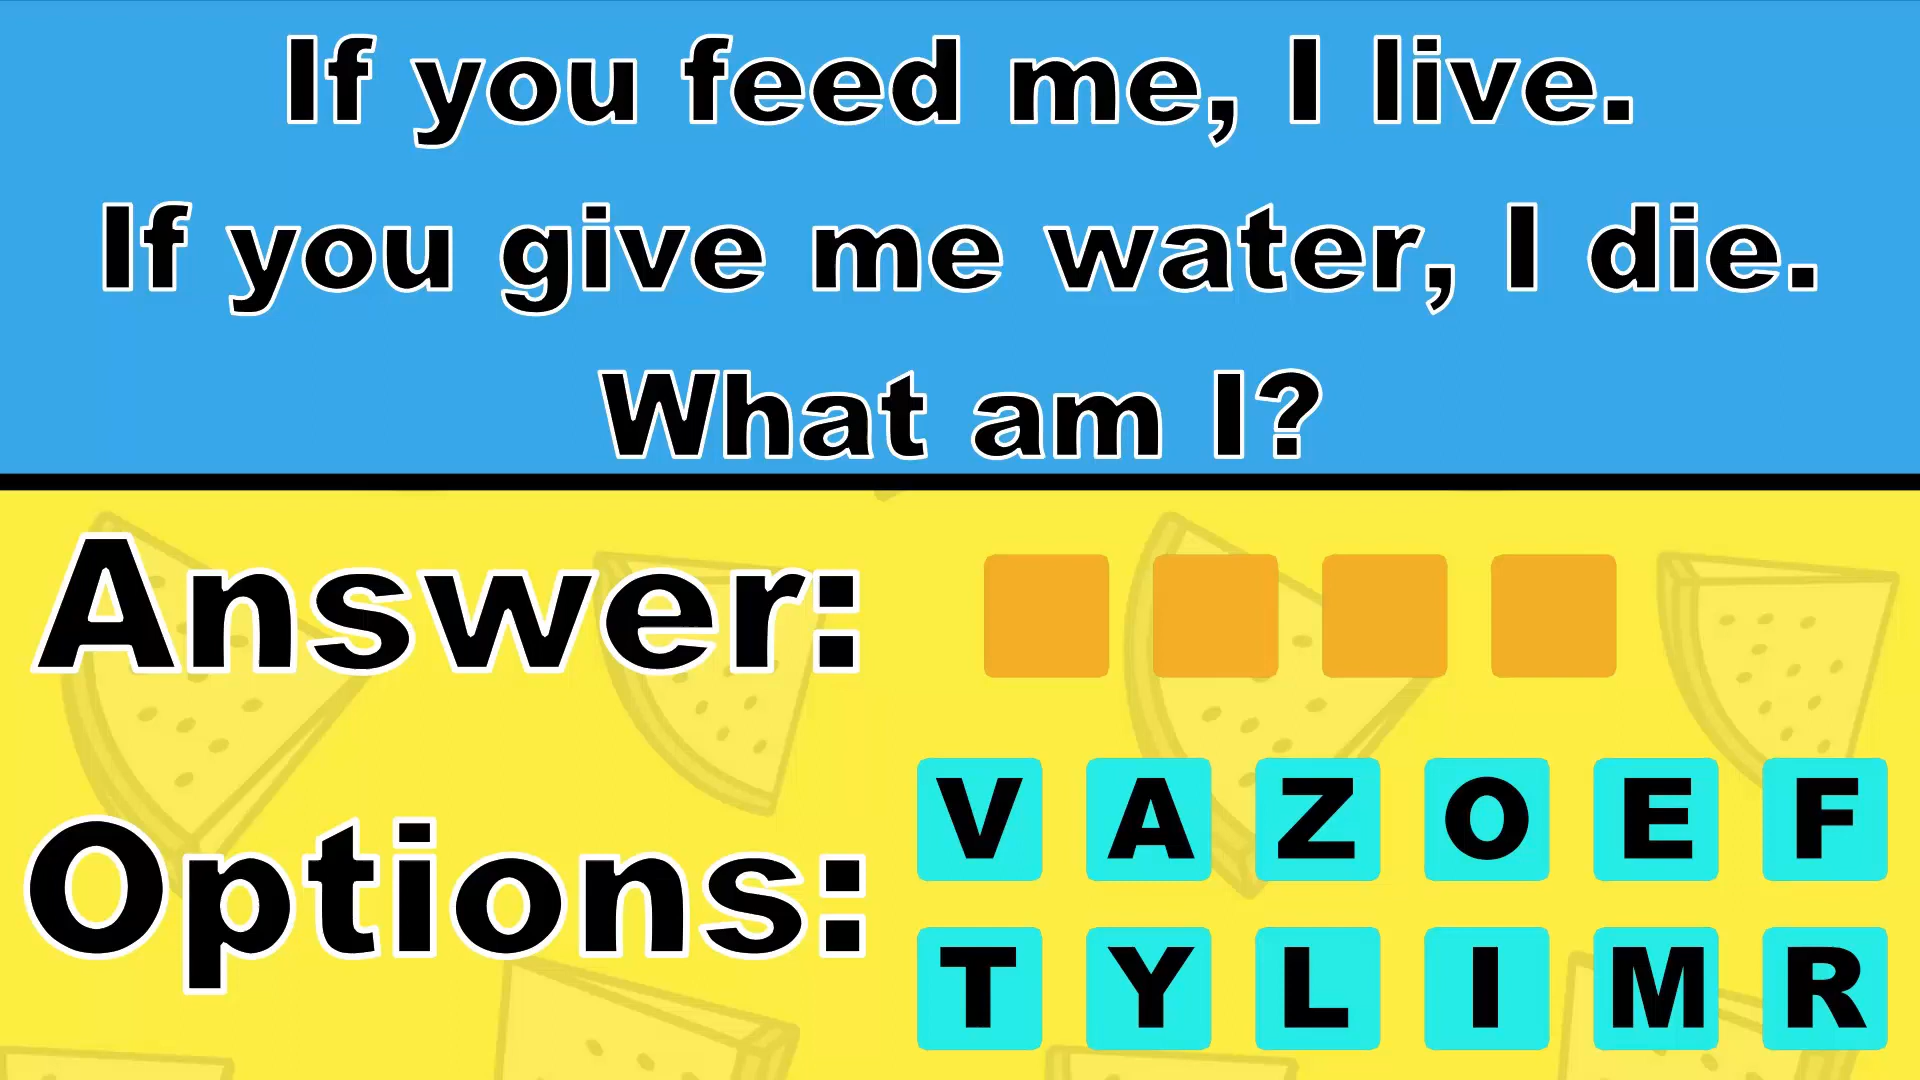 If you feed me, I live.
If you give me water, I die.
What am I?
Answer:
Options:
V A Z O E F
T Y L I M R